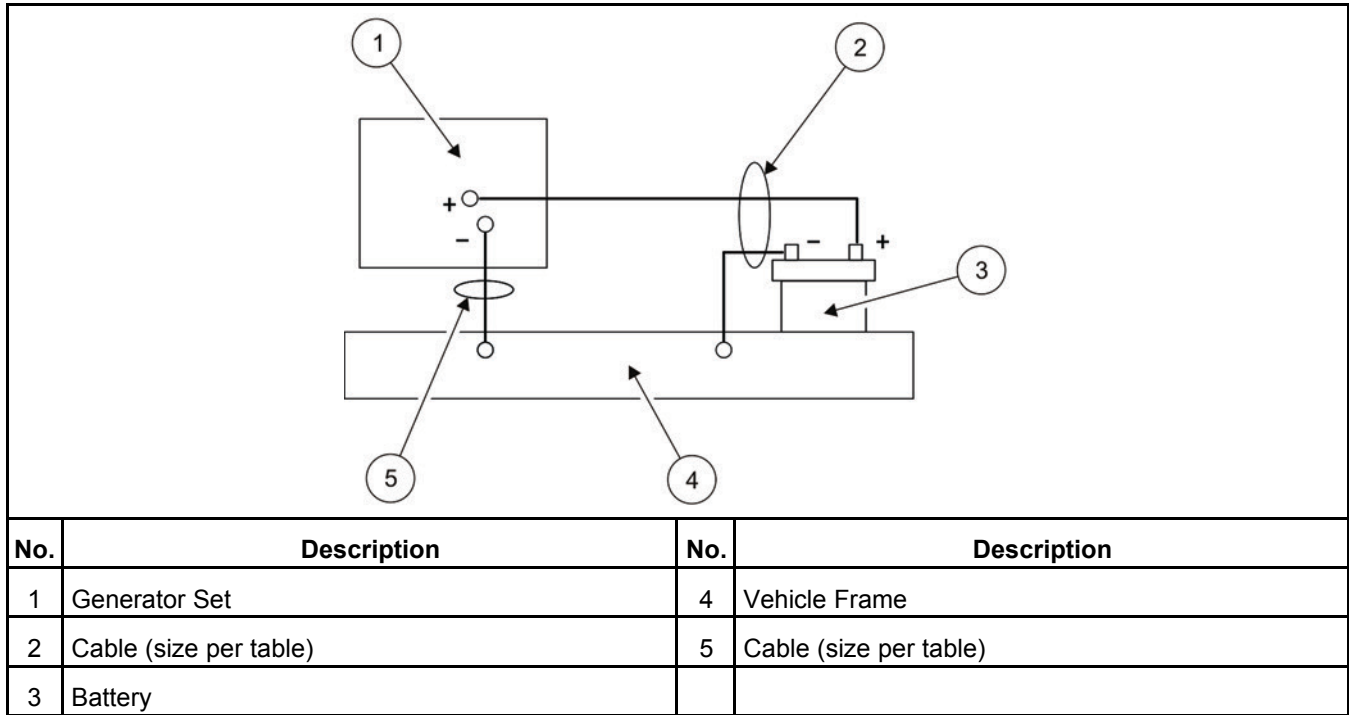 1
2
+
−
− +
3
5
4
No. Description No. Description
1 Generator Set 4 Vehicle Frame
2 Cable (size per table) 5 Cable (size per table)
3 Battery